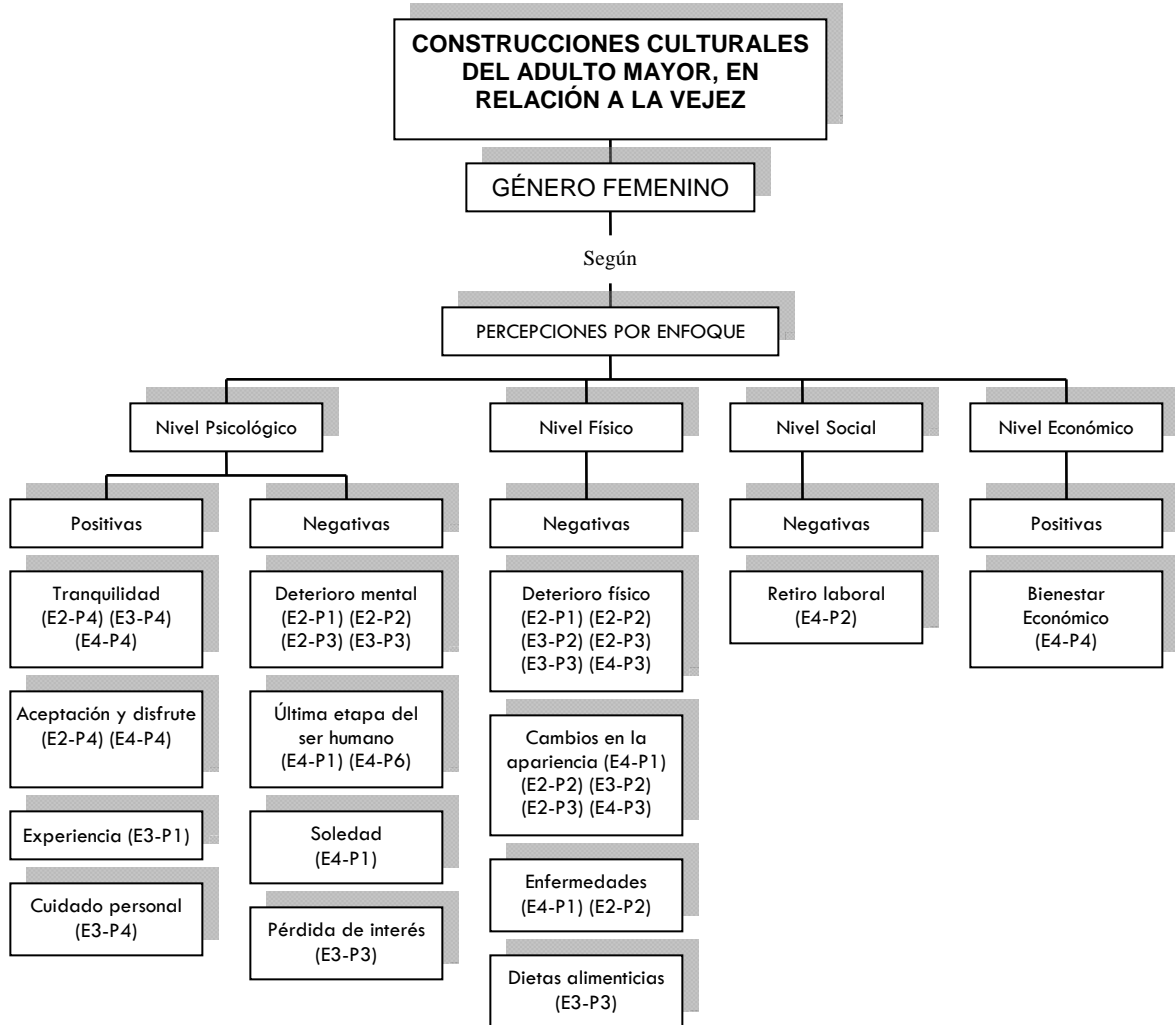 CONSTRUCCIONES CULTURALES
DEL ADULTO MAYOR, EN
RELACIÓN A LA VEJEZ
GÉNERO FEMENINO
Según
PERCEPCIONES POR ENFOQUE
Nivel Psicológico
Nivel Físico
Nivel Social
Nivel Económico
Positivas
Negativas
Negativas
Negativas
Positivas
Tranquilidad
(E2-P4) (E3-P4)
(E4-P4)
Deterioro mental
(E2-P1) (E2-P2)
(E2-P3) (E3-P3)
Deterioro físico
(E2-P1) (E2-P2)
(E3-P2) (E2-P3)
(E3-P3) (E4-P3)
Retiro laboral
(E4-P2)
Bienestar
Económico
(E4-P4)
Aceptación y disfrute
(E2-P4) (E4-P4)
Última etapa del
ser humano
(E4-P1) (E4-P6)
Cambios en la
apariencia (E4-P1)
(E2-P2) (E3-P2)
(E2-P3) (E4-P3)
Experiencia (E3-P1)
Soledad
(E4-P1)
Enfermedades
(E4-P1) (E2-P2)
Cuidado personal
(E3-P4)
Pérdida de interés
(E3-P3)
Dietas alimenticias
(E3-P3)